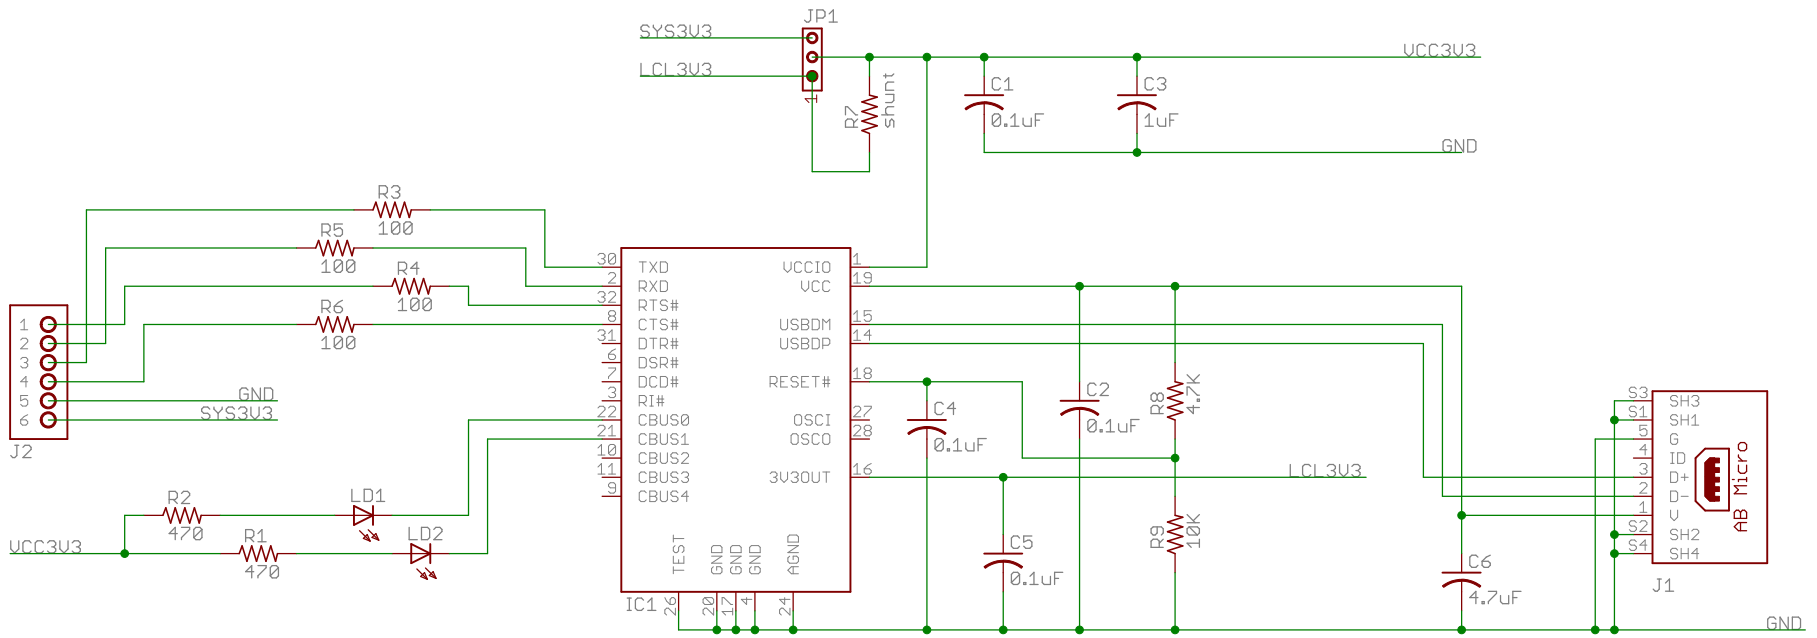 JP1
SYS3V3
LCL3V3
1
VCC3V3
R7
shunt
C1
0.1uF
C3
1uF
GND
R3
100
R5
100
R4
100
R6
100
1
2
3
4
5
6
J2
GND
SYS3V3
30 TXD
2 RXD
32 RTS#
8 CTS#
31 DTR#
6 DSR#
7 DCD#
3 RI#
22 CBUS0
21 CBUS1
10 CBUS2
11 CBUS3
9 CBUS4
VCCIO 1
VCC 19
USBDM 15
USBDP 14
RESET# 18
OSCI 27
OSCO 28
3V3OUT 16
TEST 26
GND 20
GND 17
GND 4
AGND 24
IC1
R2
470
LD1
R1
470
LD2
VCC3V3
C4
0.1uF
C2
0.1uF
R8
4.7K
R9
10K
LCL3V3
C5
0.1uF
C6
4.7uF
S3 SH3
S1 SH1
5 G
4 ID
3 D+
2 D-
1 V
S2 SH2
S4 SH4
AB Micro
J1
GND